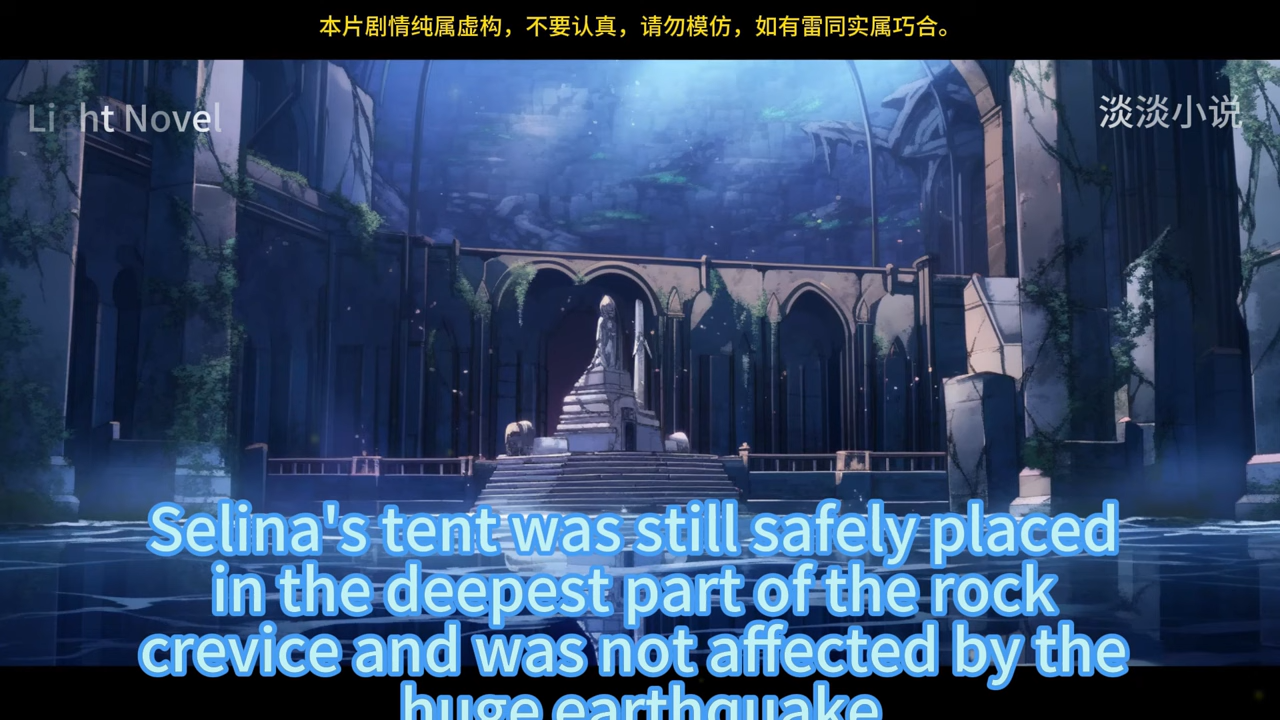 本片剧情纯属虚构，不要认真，请勿模仿，如有雷同实属巧合。
Li ht Novel
淡淡小说
Selina's tent was still safely placed
in the deepest part of the rock
crevice and was not affected by the
huge earthquake